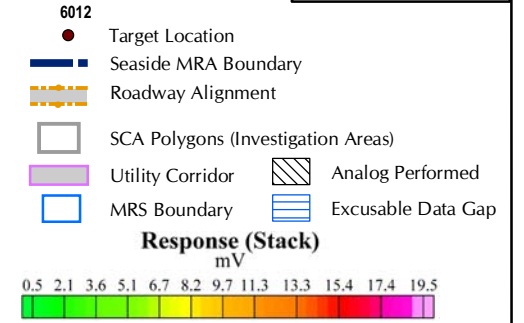 6012
Target Location
Seaside MRA Boundary
Roadway Alignment
SCA Polygons (Investigation Areas)
Utility Corridor
Analog Performed
MRS Boundary
Excusable Data Gap
Response (Stack)
mV
0.5 2.1 3.6 5.1 6.7 8.2 9.7 11.3 13.3 15.4 17.4 19.5